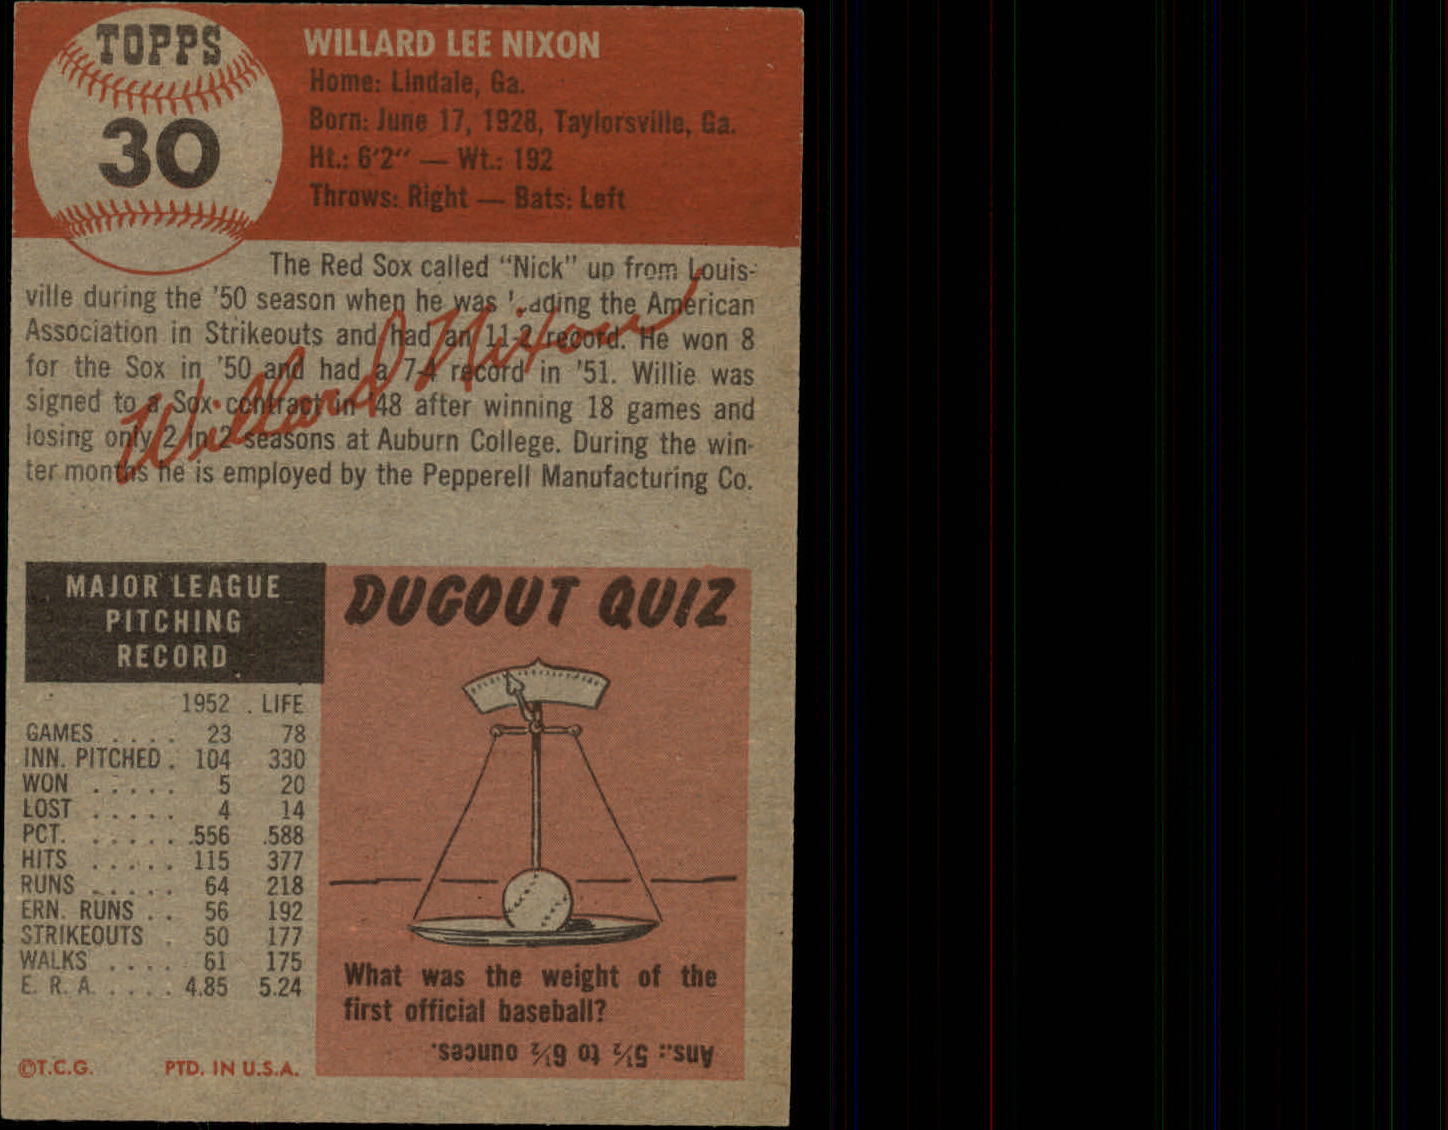 TOPPS
30
WILLARD LEE NIXON
Home: Lindale, Ga.
Born: June 17, 1928, Taylorsville, Ga.
Ht.: 6'2" — Wt.: 192
Throws: Right — Bats: Left
The Red Sox called "Nick" up from Louis-
ville during the '50 season when he was leading the American
Association in Strikeouts and had an 11-2 record. He won 8
for the Sox in '50 and had a 7-4 record in '51. Willie was
signed to a Sox contract in '48 after winning 18 games and
losing only 2 in 2 seasons at Auburn College. During the win-
ter months he is employed by the Pepperell Manufacturing Co.
Willard Nixon
MAJOR LEAGUE
PITCHING
RECORD
1952 LIFE
GAMES . . . . 23 78
INN. PITCHED . 104 330
WON . . . . . 5 20
LOST . . . . . 4 14
PCT. . . . . . .556 .588
HITS . . . . . 115 377
RUNS . . . . . 64 218
ERN. RUNS . . 56 192
STRIKEOUTS . 50 177
WALKS . . . . 61 175
E. R. A. . . . . 4.85 5.24
©T.C.G. PTD. IN U.S.A.
DUGOUT QUIZ
What was the weight of the
first official baseball?
Ans.: 5½ to 6½ ounces.